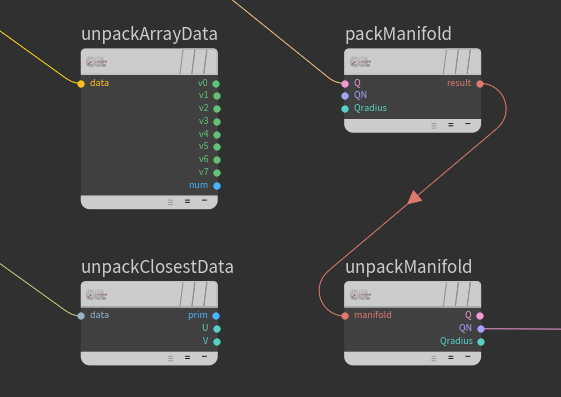 unpackArrayData
data v0
v1
v2
v3
v4
v5
v6
v7
num
packManifold
Q result
QN
Qradius
unpackClosestData
data prim
U
V
unpackManifold
manifold Q
QN
Qradius